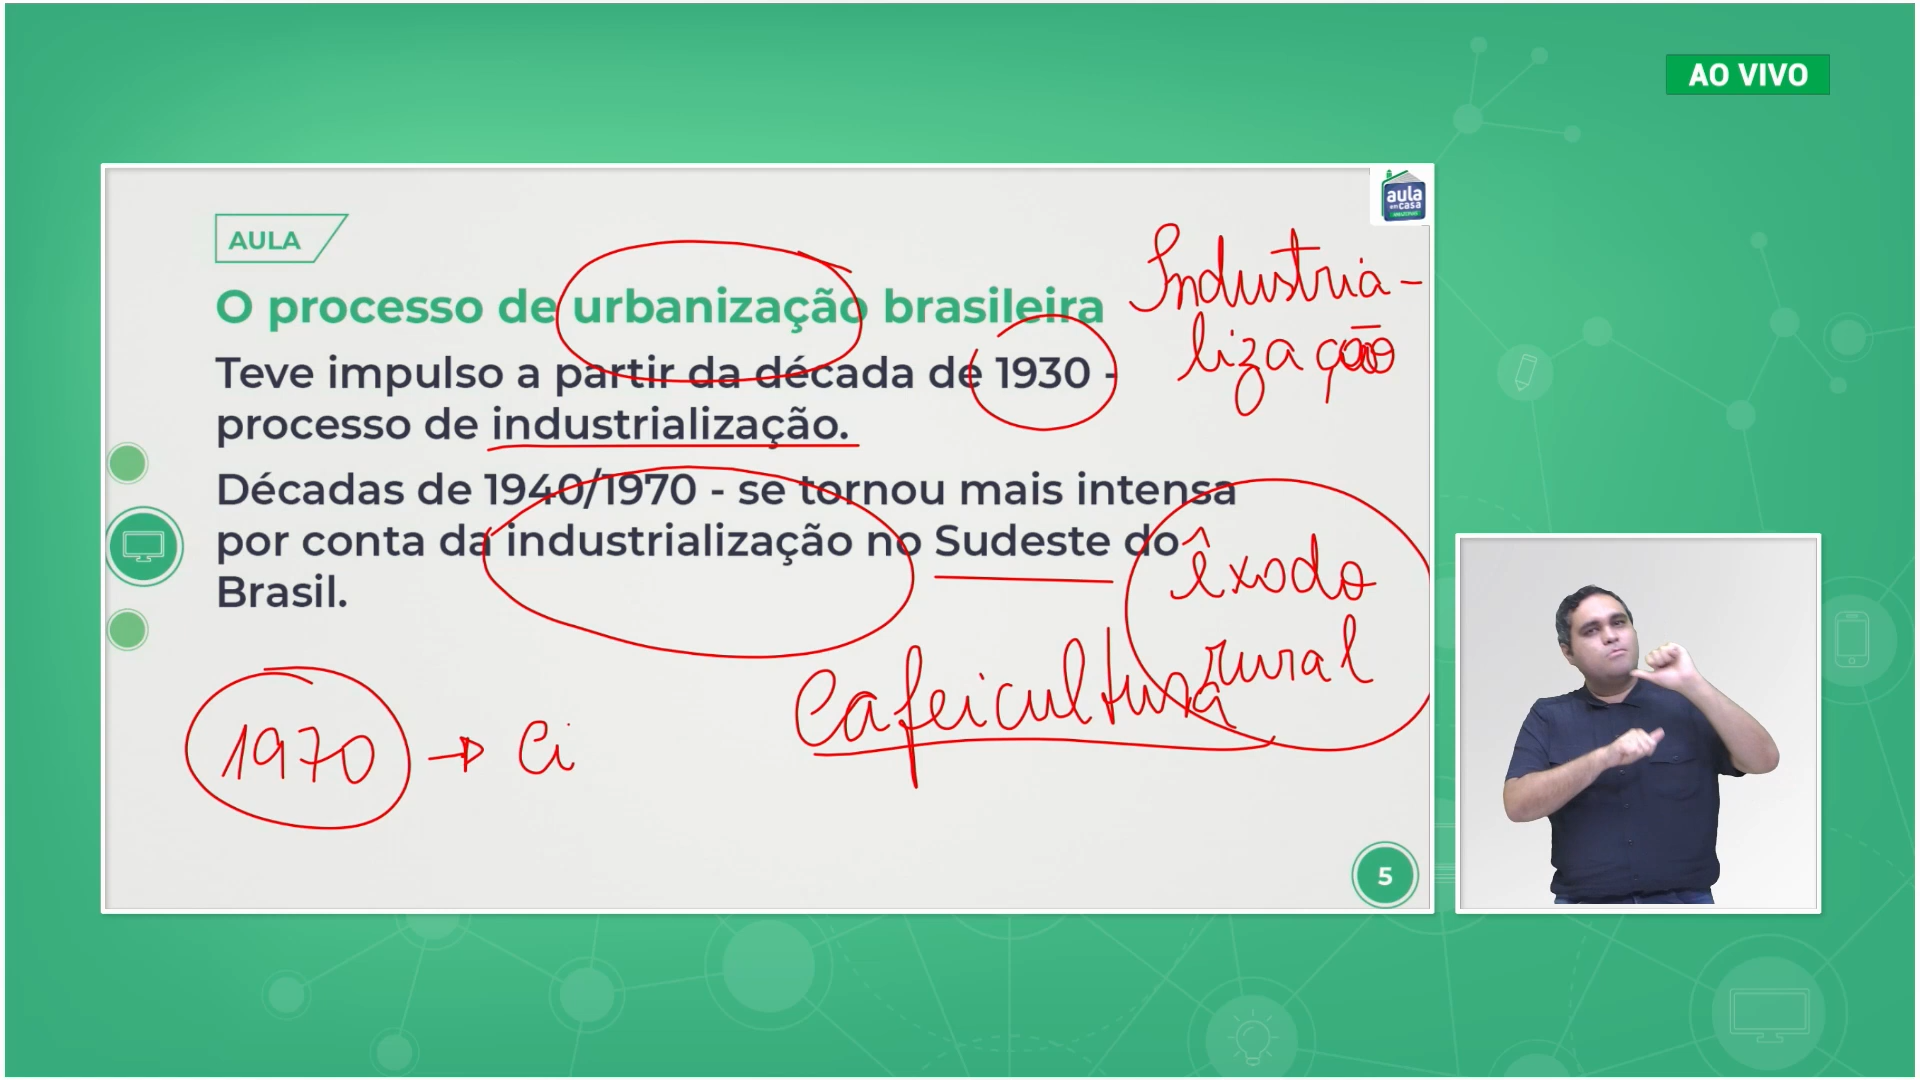 AO VIVO
aula
em casa
AULA
O processo de urbanização brasileira
Teve impulso a partir da década de 1930 -
processo de industrialização.
Industria-
lização
Décadas de 1940/1970 - se tornou mais intensa
por conta da industrialização no Sudeste do
Brasil.
êxodo
rural
Cafeicultura
1970 → Ci
5